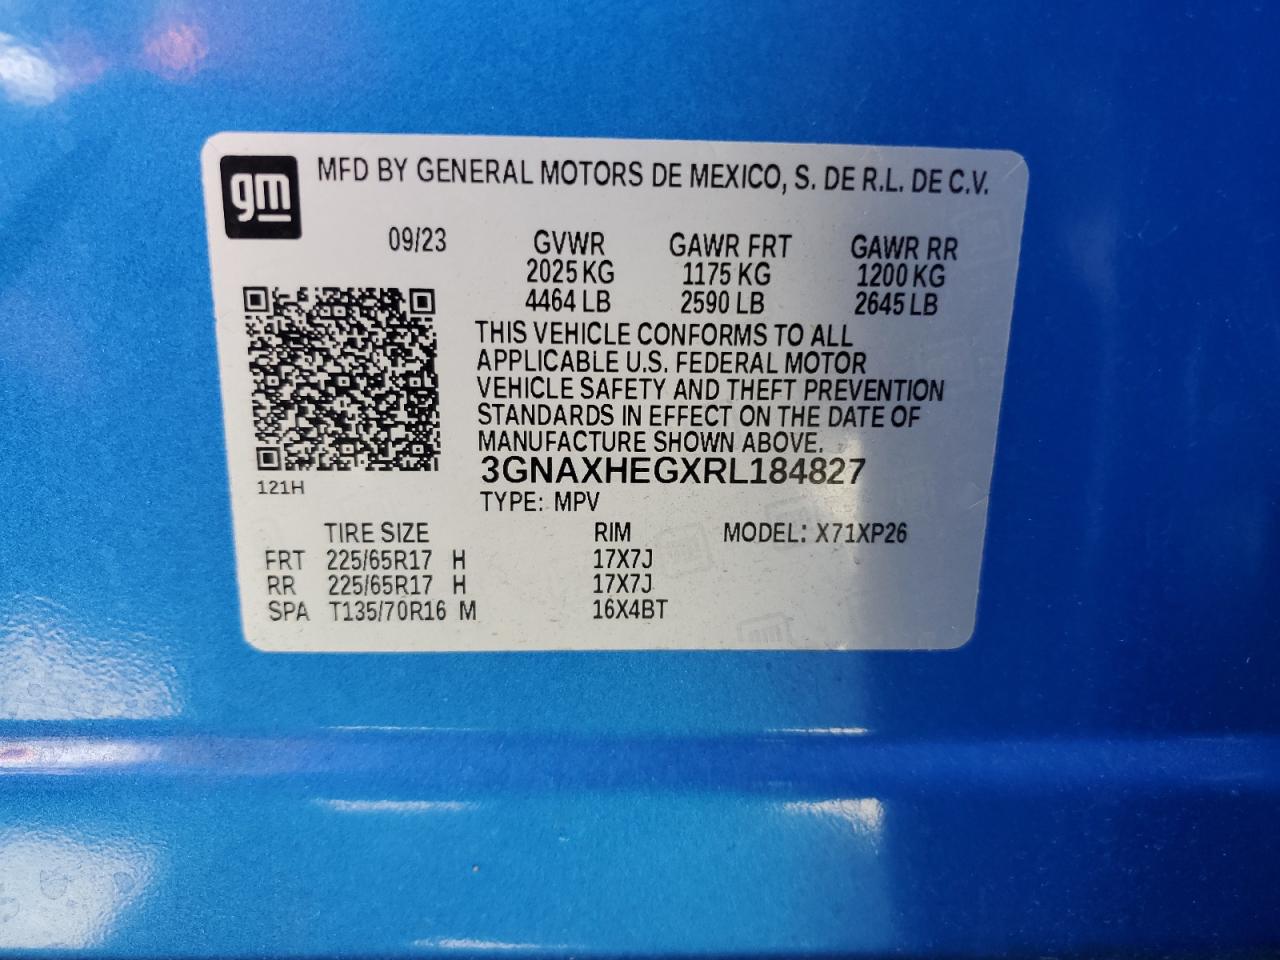 gm
MFD BY GENERAL MOTORS DE MEXICO, S. DE R.L. DE C.V.
09/23 GVWR GAWR FRT GAWR RR
2025 KG 1175 KG 1200 KG
4464 LB 2590 LB 2645 LB
THIS VEHICLE CONFORMS TO ALL
APPLICABLE U.S. FEDERAL MOTOR
VEHICLE SAFETY AND THEFT PREVENTION
STANDARDS IN EFFECT ON THE DATE OF
MANUFACTURE SHOWN ABOVE.
3GNAXHEGXRL184827
121H
TYPE: MPV
TIRE SIZE RIM MODEL: X71XP26
FRT 225/65R17 H 17X7J
RR 225/65R17 H 17X7J
SPA T135/70R16 M 16X4BT